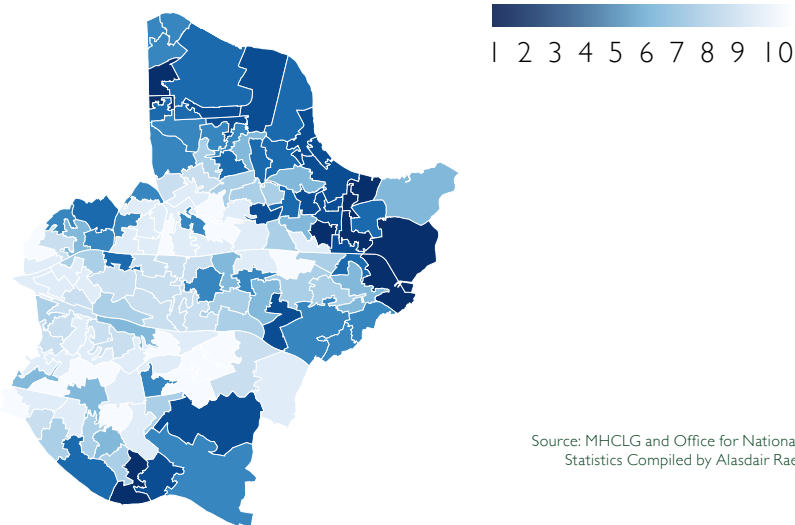 1 2 3 4 5 6 7 8 9 10
Source: MHCLG and Office for Nationa
Statistics Compiled by Alasdair Rae